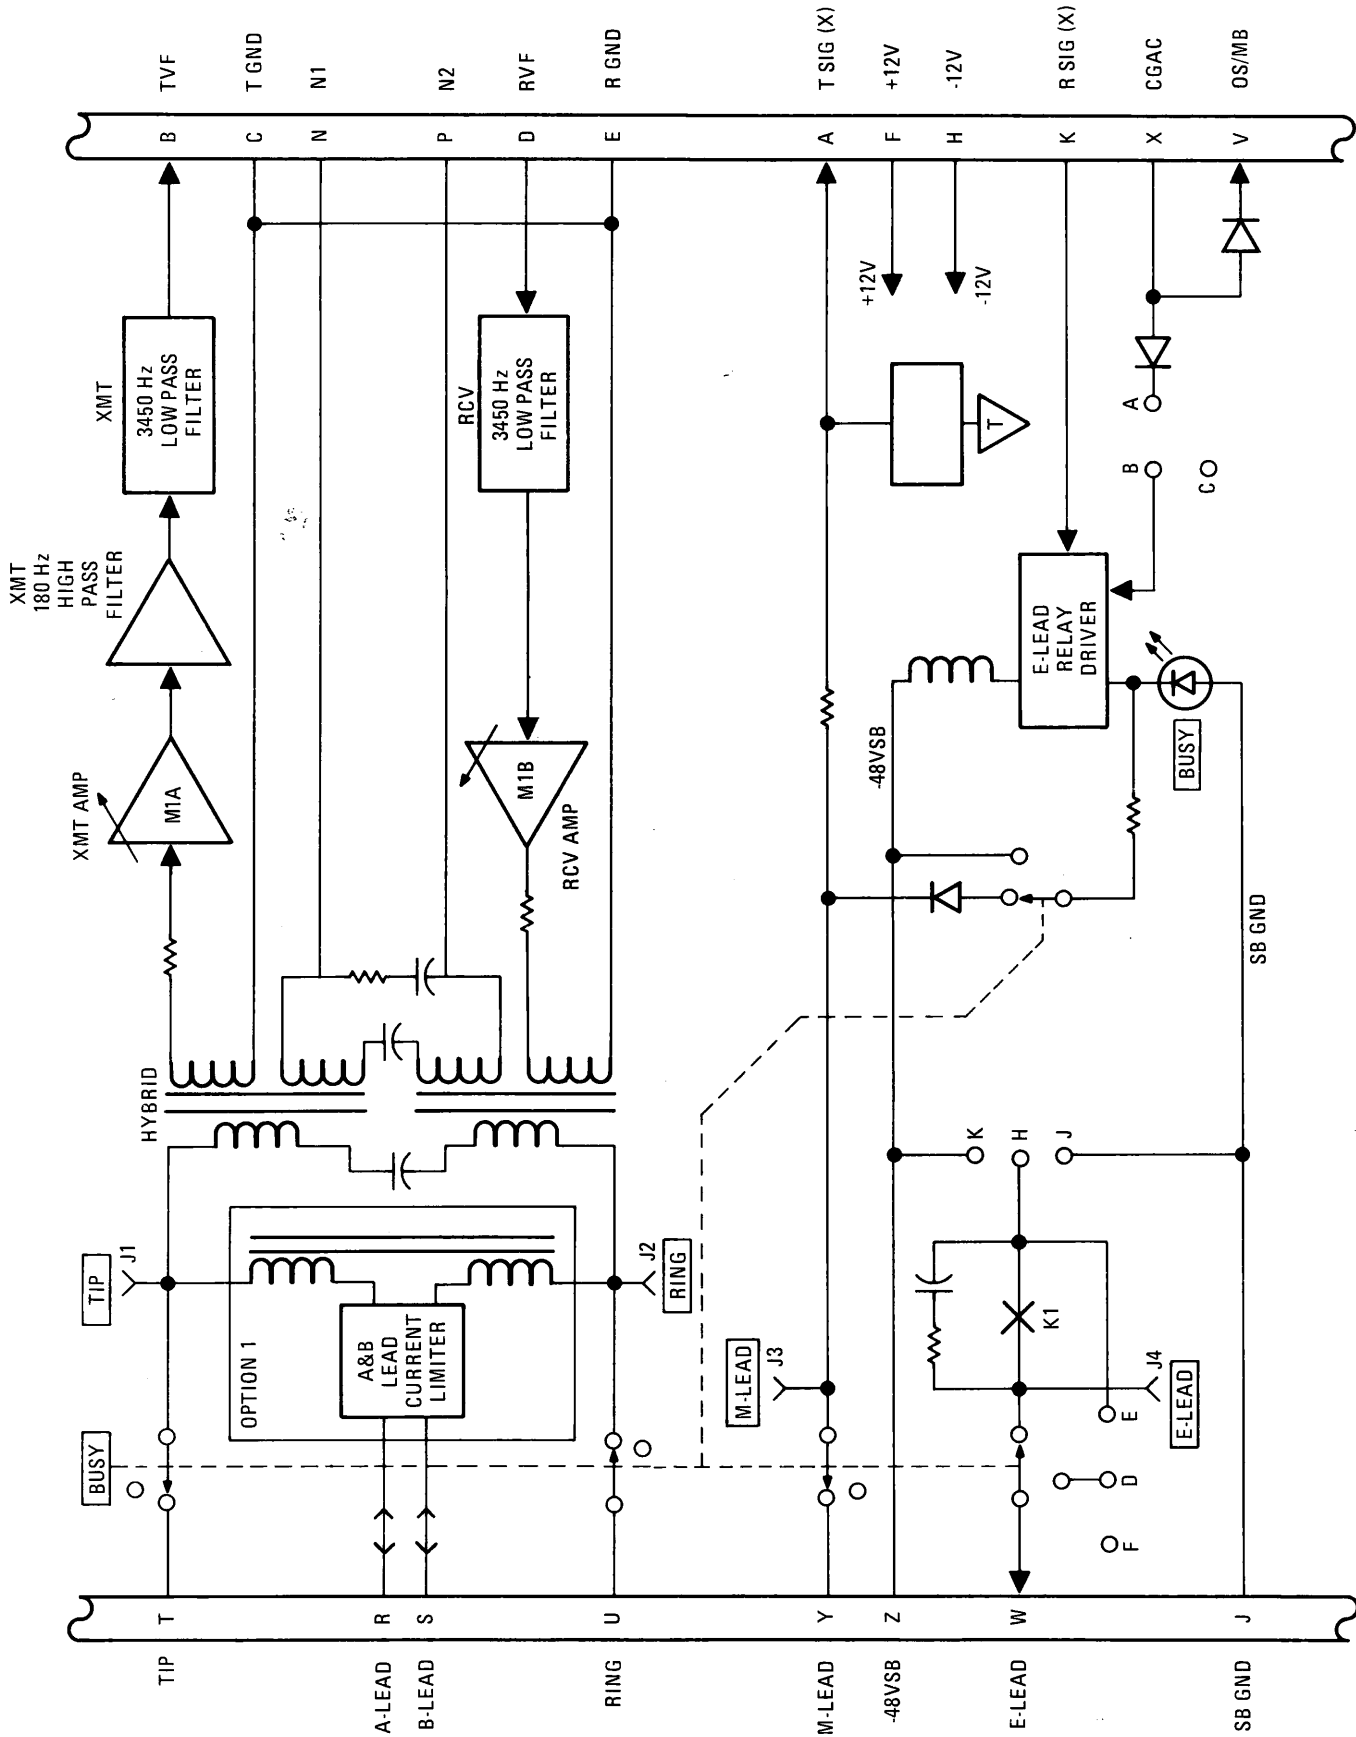 TIP
A-LEAD
B-LEAD
RING
M-LEAD
-48VSB
E-LEAD
SB GND
T
R
S
U
Y
Z
W
J
BUSY
TIP
J1
OPTION 1
A&B
LEAD
CURRENT
LIMITER
J2
RING
HYBRID
XMT AMP
M1A
XMT
180 Hz
HIGH
PASS
FILTER
XMT
3450 Hz
LOW PASS
FILTER
RCV AMP
M1B
RCV
3450 Hz
LOW PASS
FILTER
M-LEAD
J3
K1
E-LEAD
J4
F
D
E
K
H
J
-48VSB
SB GND
BUSY
E-LEAD
RELAY
DRIVER
T
+12V
-12V
A
B
C
B
C
N
P
D
E
A
F
H
K
X
V
TVF
T GND
N1
N2
RVF
R GND
T SIG (X)
+12V
-12V
R SIG (X)
CGAC
OS/MB